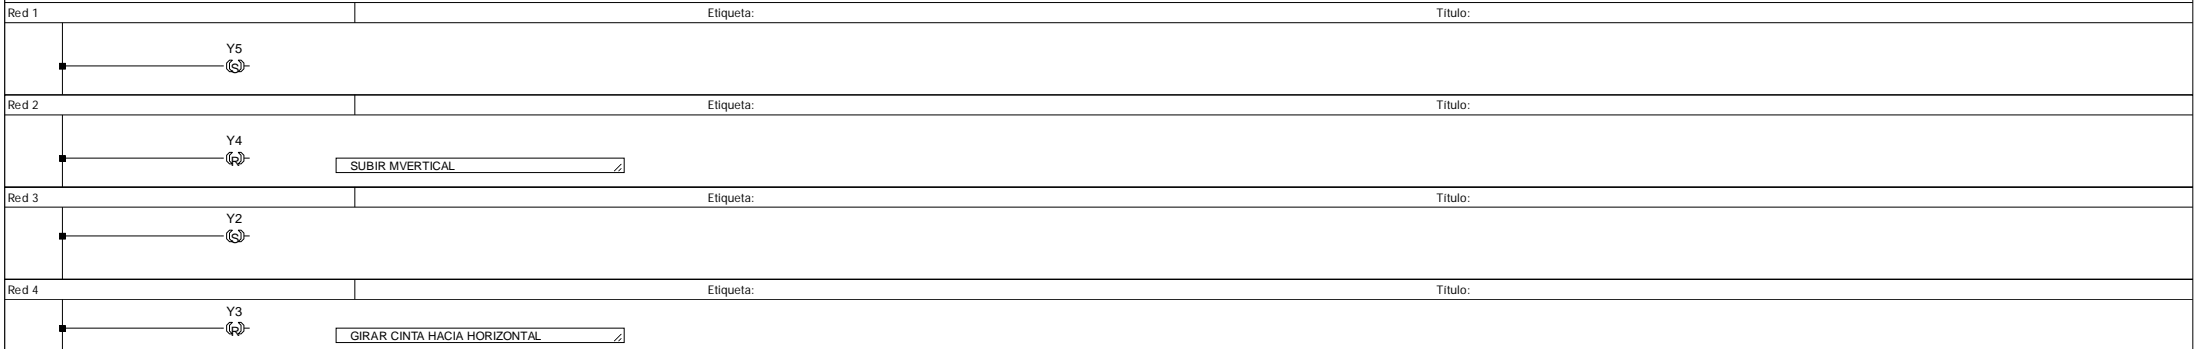 Red 1 Etiqueta: Título:
Y5
S
Red 2 Etiqueta: Título:
Y4
R
SUBIR MVERTICAL
Red 3 Etiqueta: Título:
Y2
S
Red 4 Etiqueta: Título:
Y3
R
GIRAR CINTA HACIA HORIZONTAL